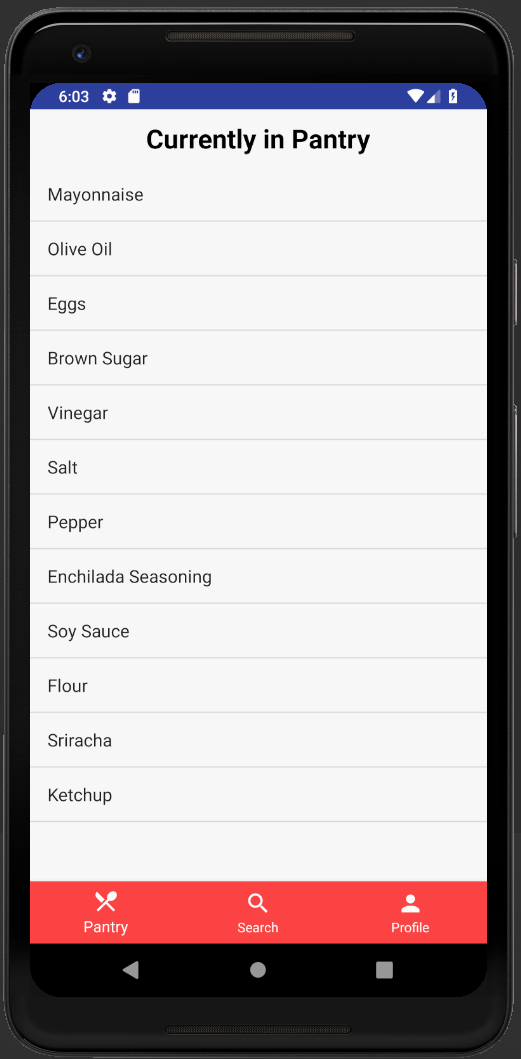 6:03
Currently in Pantry
Mayonnaise
Olive Oil
Eggs
Brown Sugar
Vinegar
Salt
Pepper
Enchilada Seasoning
Soy Sauce
Flour
Sriracha
Ketchup
Pantry Search Profile